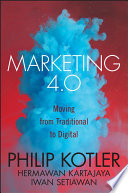 MARKETING
4.0
Moving
from Traditional
to Digital
PHILIP KOTLER
HERMAWAN KARTAJAYA
IWAN SETIAWAN